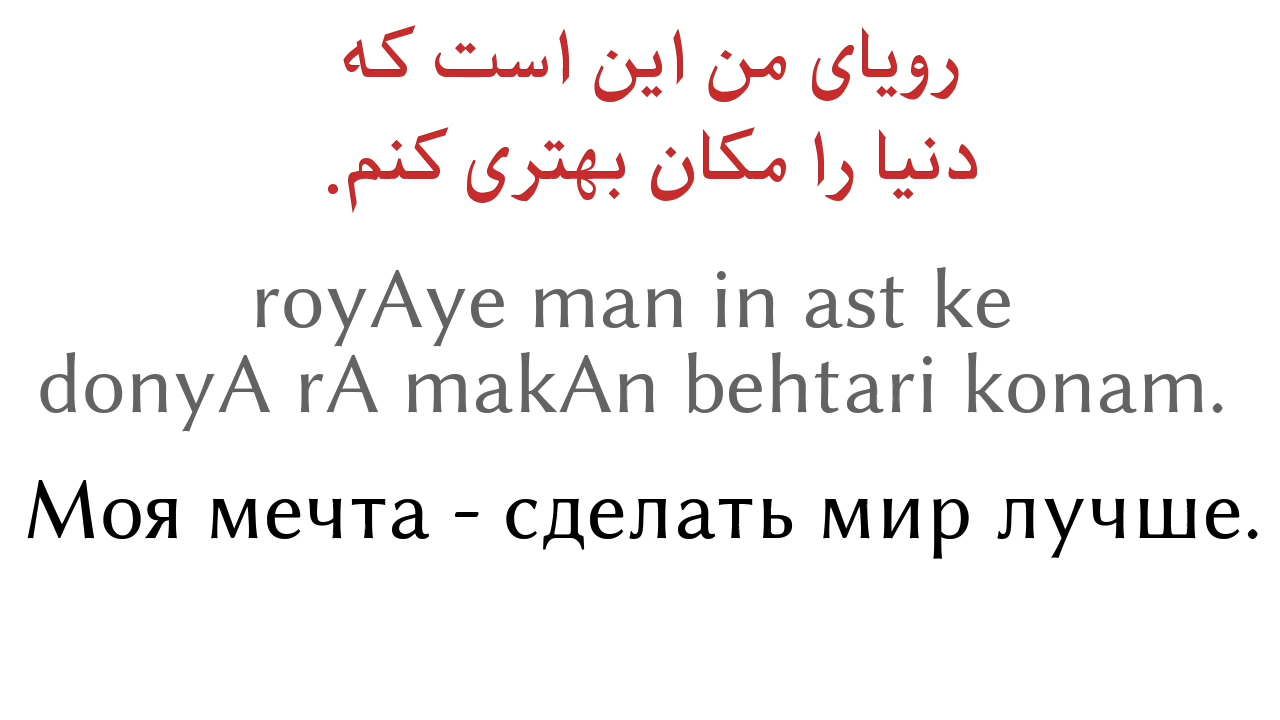 رویای من این است که
دنیا را مکان بهتری کنم.
royAye man in ast ke
donyA rA makAn behtari konam.
Моя мечта - сделать мир лучше.